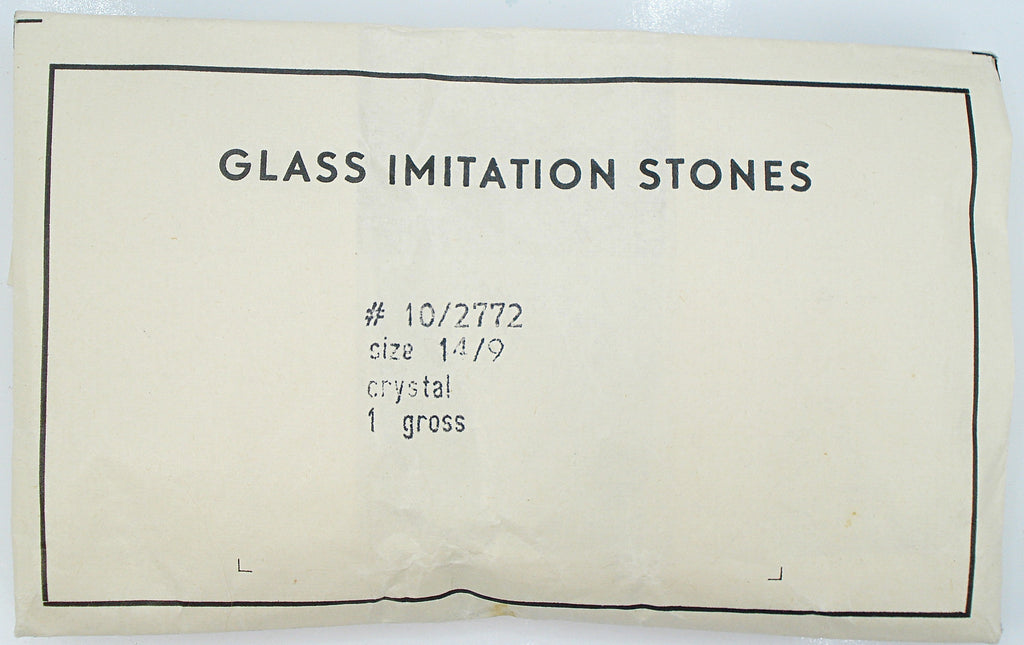 GLASS IMITATION STONES
# 10/2772
size 14/9
crystal
1 gross